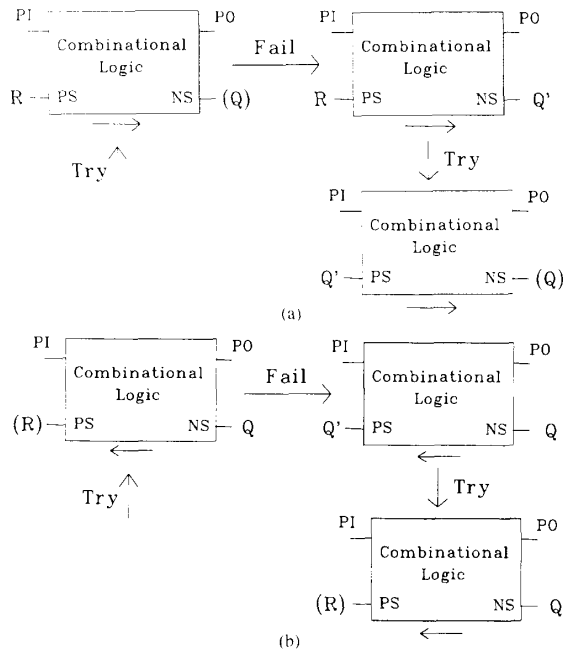 PI
PO
Combinational
Logic
R
PS
NS
(Q)
Try
Fail
PI
PO
Combinational
Logic
R
PS
NS
Q'
Try
PI
PO
Combinational
Logic
Q'
PS
NS
(Q)
(a)
PI
PO
Combinational
Logic
(R)
PS
NS
Q
Try
Fail
PI
PO
Combinational
Logic
Q'
PS
NS
Q
Try
PI
PO
Combinational
Logic
(R)
PS
NS
Q
(b)